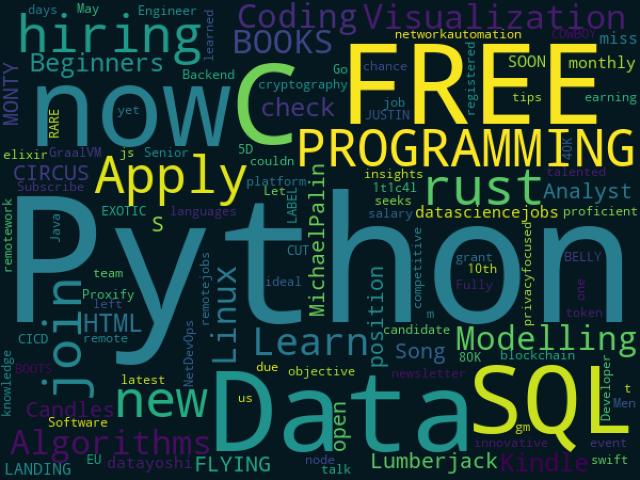 days
May
Engineer
learned
Coding
Visualization
hiring
BOOKS
networkautomation
COWBOY
miss
Beginners
Backend
Go
chance
registered
SOON
monthly
MONTY
now
C
FREE
cryptography
check
job
tips
earning
RARE
yet
JUSTIN
5D
PROGRAMMING
40K
elixir
GraalVM
js
Senior
couldn
CIRCUS
Apply
platform
MichaelPalin
insights
rust
talented
Subscribe
Let
LABEL
1t1c4l
seeks
Analyst
remotework
Java
EXOTIC
languages
S
salary
datasciencejobs
proficient
Python
team
remotejobs
CUT
competitive
grant
10th
privacyfocused
BELLY
Proxify
left
Linux
ideal
position
Fully
one
join
HTML
m
token
CICD
remote
NetDevOps
Learn
candidate
Modelling
knowledge
BOOTS
Song
80K
blockchain
latest
due
objective
newsletter
Developer
Candles
new
Data
SQL
t
us
Men
Software
open
gm
Algorithms
innovative
event
LANDING
EU
datayoshi
FLYING
node
talk
Lumberjack
Kindle
swift